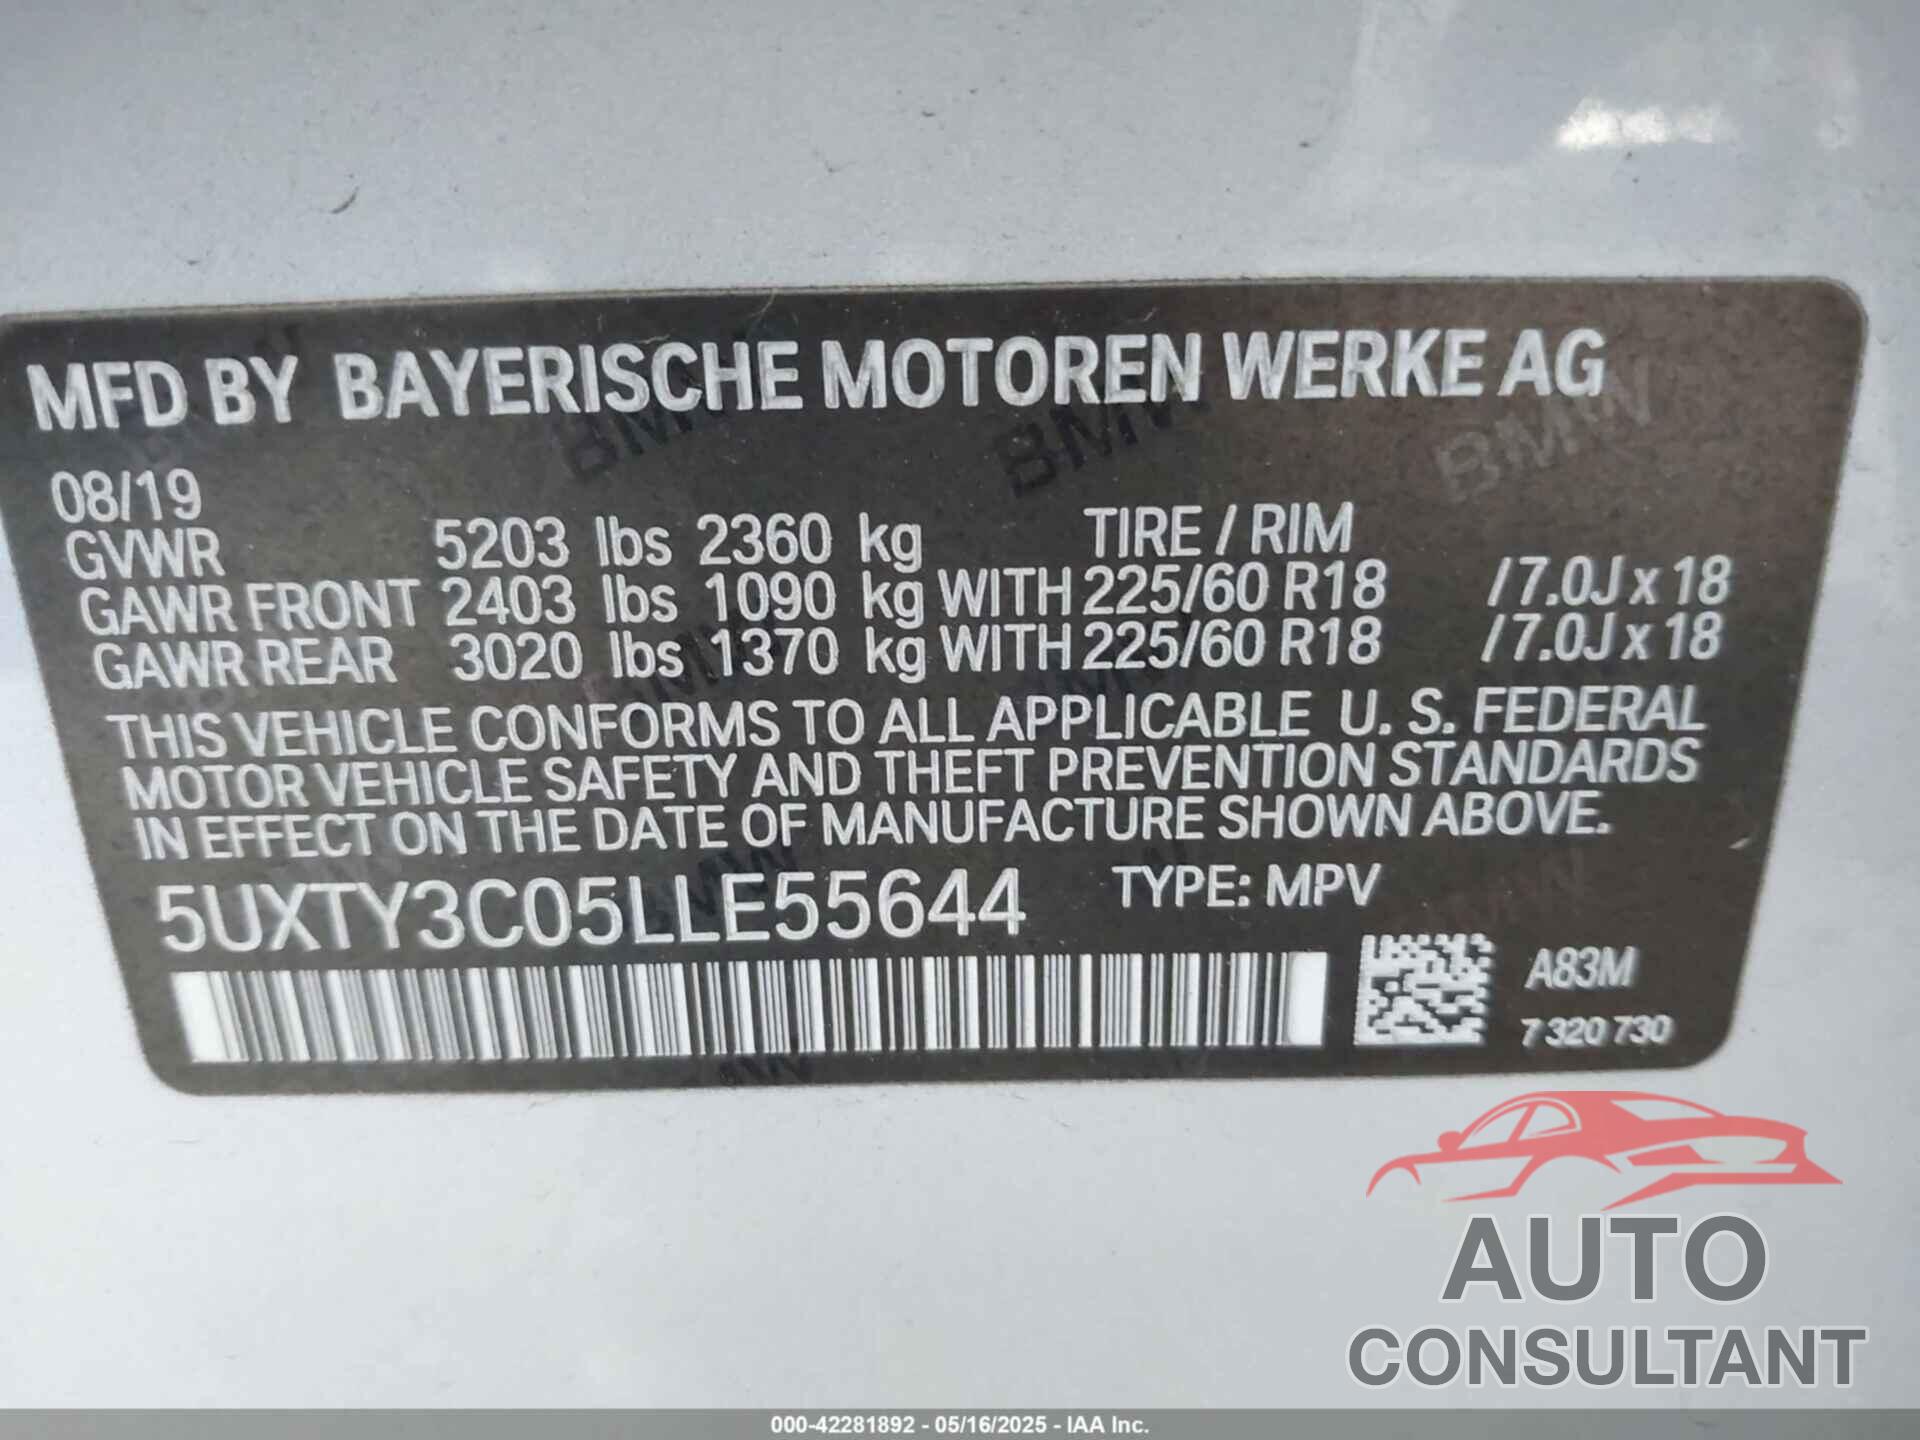 MFD BY BAYERISCHE MOTOREN WERKE AG
08/19
GVWR 5203 lbs 2360 kg TIRE / RIM
GAWR FRONT 2403 lbs 1090 kg WITH 225/60 R18 /7.0J x 18
GAWR REAR 3020 lbs 1370 kg WITH 225/60 R18 /7.0J x 18
THIS VEHICLE CONFORMS TO ALL APPLICABLE U. S. FEDERAL
MOTOR VEHICLE SAFETY AND THEFT PREVENTION STANDARDS
IN EFFECT ON THE DATE OF MANUFACTURE SHOWN ABOVE.
5UXTY3C05LLE55644 TYPE: MPV
A83M
7 320 730
AUTO
CONSULTANT
000-42281892 - 05/16/2025 - IAA Inc.